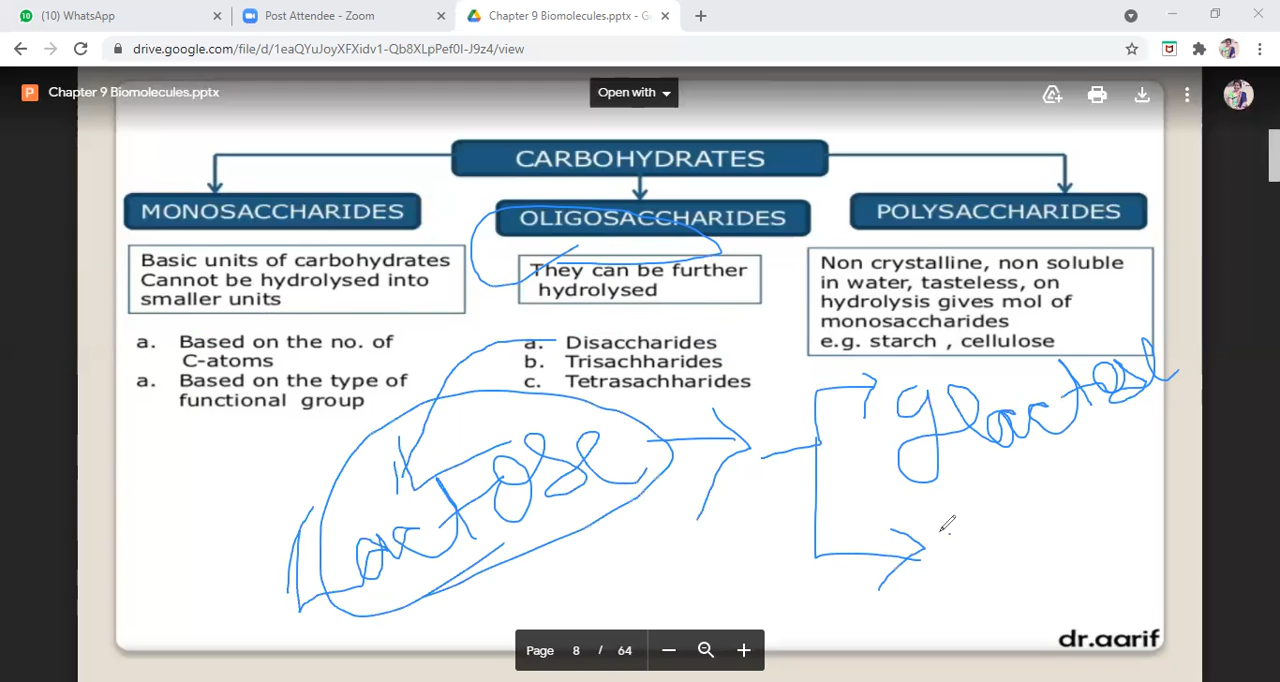 (10) WhatsApp
Post Attendee - Zoom
Chapter 9 Biomolecules.pptx - G
drive.google.com/file/d/1eaQYuJoyXFXidv1-Qb8XLpPef0I-J9z4/view
P
Chapter 9 Biomolecules.pptx
Open with
CARBOHYDRATES
MONOSACCHARIDES
Basic units of carbohydrates
Cannot be hydrolysed into
smaller units
a. Based on the no. of
C-atoms
a. Based on the type of
functional group
OLIGOSACCHARIDES
They can be further
hydrolysed
a. Disaccharides
b. Trisachharides
c. Tetrasachharides
POLYSACCHARIDES
Non crystalline, non soluble
in water, tasteless, on
hydrolysis gives mol of
monosaccharides
e.g. starch , cellulose
Lactose
dr.aarif
Page 8 / 64